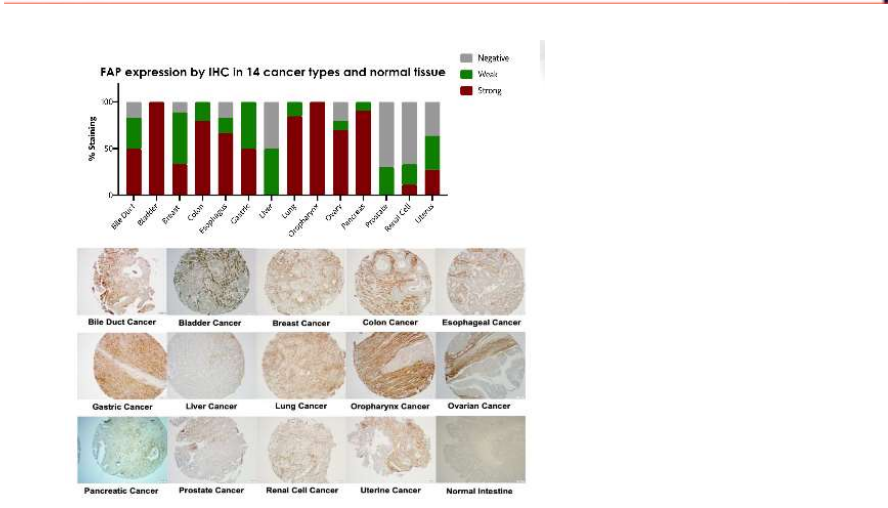 Negative
FAP expression by IHC in 14 cancer types and normal tissue
Weak
Strong
100
50
0
% Staining
Bile Duct
Bladder
Breast
Colon
Esophagus
Gastric
Liver
Lung
Oropharynx
Ovary
Pancreas
Prostate
Renal Cell
Uterus
Bile Duct Cancer Bladder Cancer Breast Cancer Colon Cancer Esophageal Cancer
Gastric Cancer Liver Cancer Lung Cancer Oropharynx Cancer Ovarian Cancer
Pancreatic Cancer Prostate Cancer Renal Cell Cancer Uterine Cancer Normal Intestine